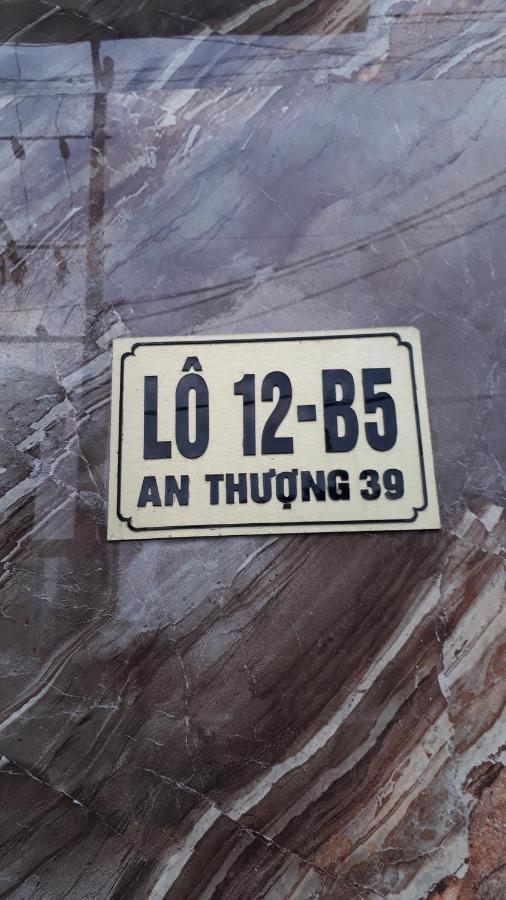 LÔ 12-B5
AN THƯỢNG 39